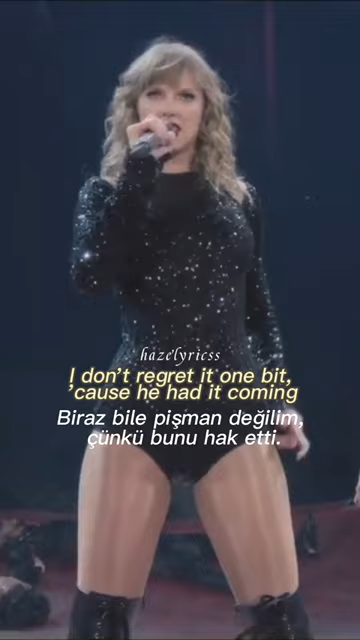 hazelyricss
I don't regret it one bit,
'cause he had it coming
Biraz bile pişman değilim,
çünkü bunu hak etti.